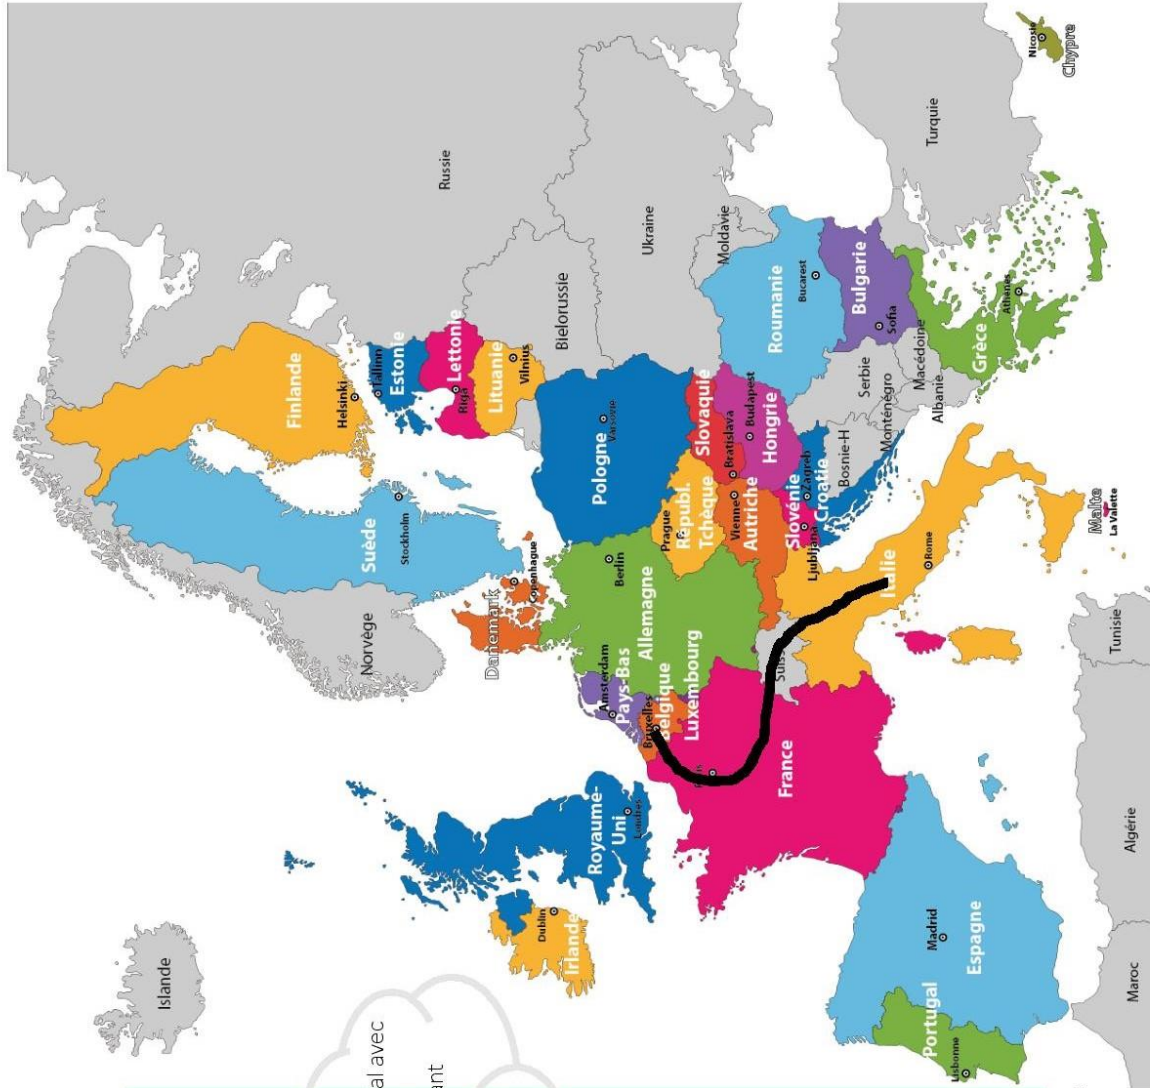 Islande
Finlande
Helsinki
Norvège
Suède
Stockholm
al avec
ant
Tallinn
Estonie
Russie
Riga
Lettonie
Lituanie
Vilnius
Danemark
Copenhague
Dublin
Irlande
Bielorussie
Royaume-
Uni
Londres
Amsterdam
Pays-Bas
Berlin
Allemagne
Pologne
Varsovie
Ukraine
Bruxelles
Belgique
Luxembourg
Prague
Républ.
Tchèque
Slovaquie
Bratislava
Vienne
Autriche
Budapest
Hongrie
Moldavie
France
Slovénie
Ljubljana
Zagreb
Croatie
Roumanie
Bucarest
Bosnie-H
Serbie
Bulgarie
Sofia
Monténégro
Macédoine
Albanie
Italie
Rome
Portugal
Lisbonne
Madrid
Espagne
Turquie
Grèce
Athènes
Nicosie
Chypre
Malte
La Valette
Maroc
Algérie
Tunisie